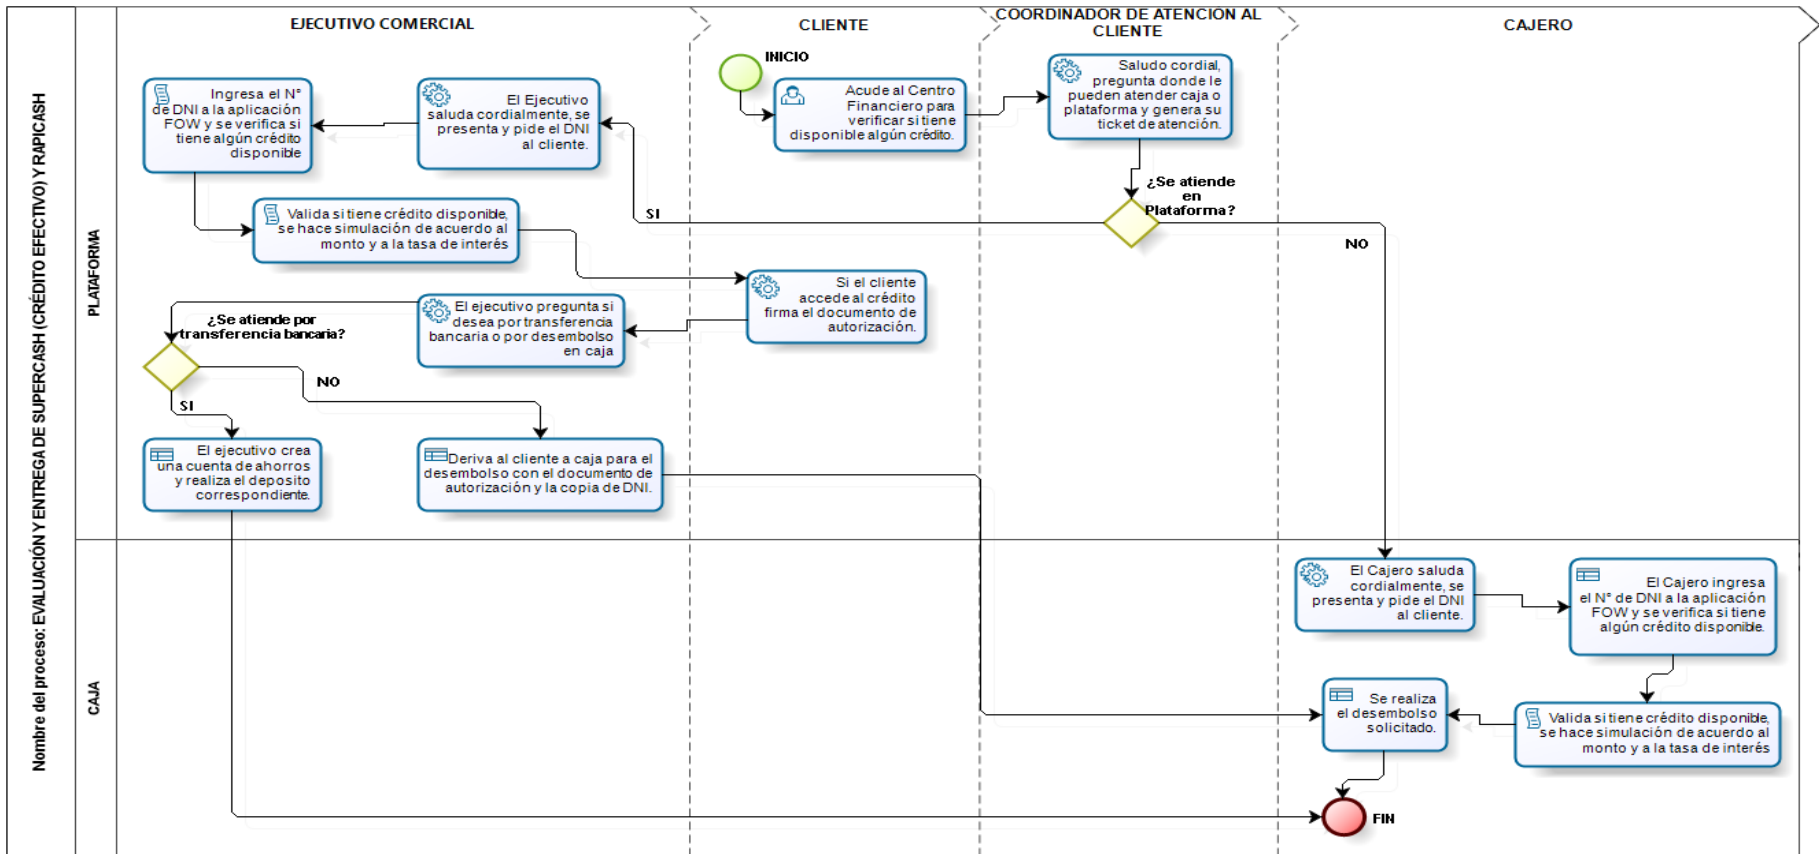 Nombre del proceso: EVALUACIÓN Y ENTREGA DE SUPERCASH (CRÉDITO EFECTIVO) Y RAPICASH
EJECUTIVO COMERCIAL
CLIENTE
COORDINADOR DE ATENCION AL
CLIENTE
CAJERO
PLATAFORMA
INICIO
Acude al Centro
Financiero para
verificar si tiene
disponible algún crédito.
Saludo cordial,
pregunta donde le
pueden atender caja o
plataforma y genera su
ticket de atención.
¿Se atiende
en
Plataforma?
SI
NO
El Ejecutivo
saluda cordialmente, se
presenta y pide el DNI
al cliente.
Ingresa el N°
de DNI a la aplicación
FOW y se verifica si
tiene algún crédito
disponible
Valida si tiene crédito disponible,
se hace simulación de acuerdo al
monto y a la tasa de interés
Si el cliente
accede al crédito
firma el documento de
autorización.
El ejecutivo pregunta si
desea por transferencia
bancaria o por desembolso
en caja
¿Se atiende por
transferencia bancaria?
NO
SI
El ejecutivo crea
una cuenta de ahorros
y realiza el deposito
correspondiente.
Deriva al cliente a caja para el
desembolso con el documento de
autorización y la copia de DNI.
CAJA
El Cajero saluda
cordialmente, se
presenta y pide el DNI
al cliente.
El Cajero ingresa
el N° de DNI a la aplicación
FOW y se verifica si tiene
algún crédito disponible.
Valida si tiene crédito disponible,
se hace simulación de acuerdo al
monto y a la tasa de interés
Se realiza
el desembolso
solicitado.
FIN